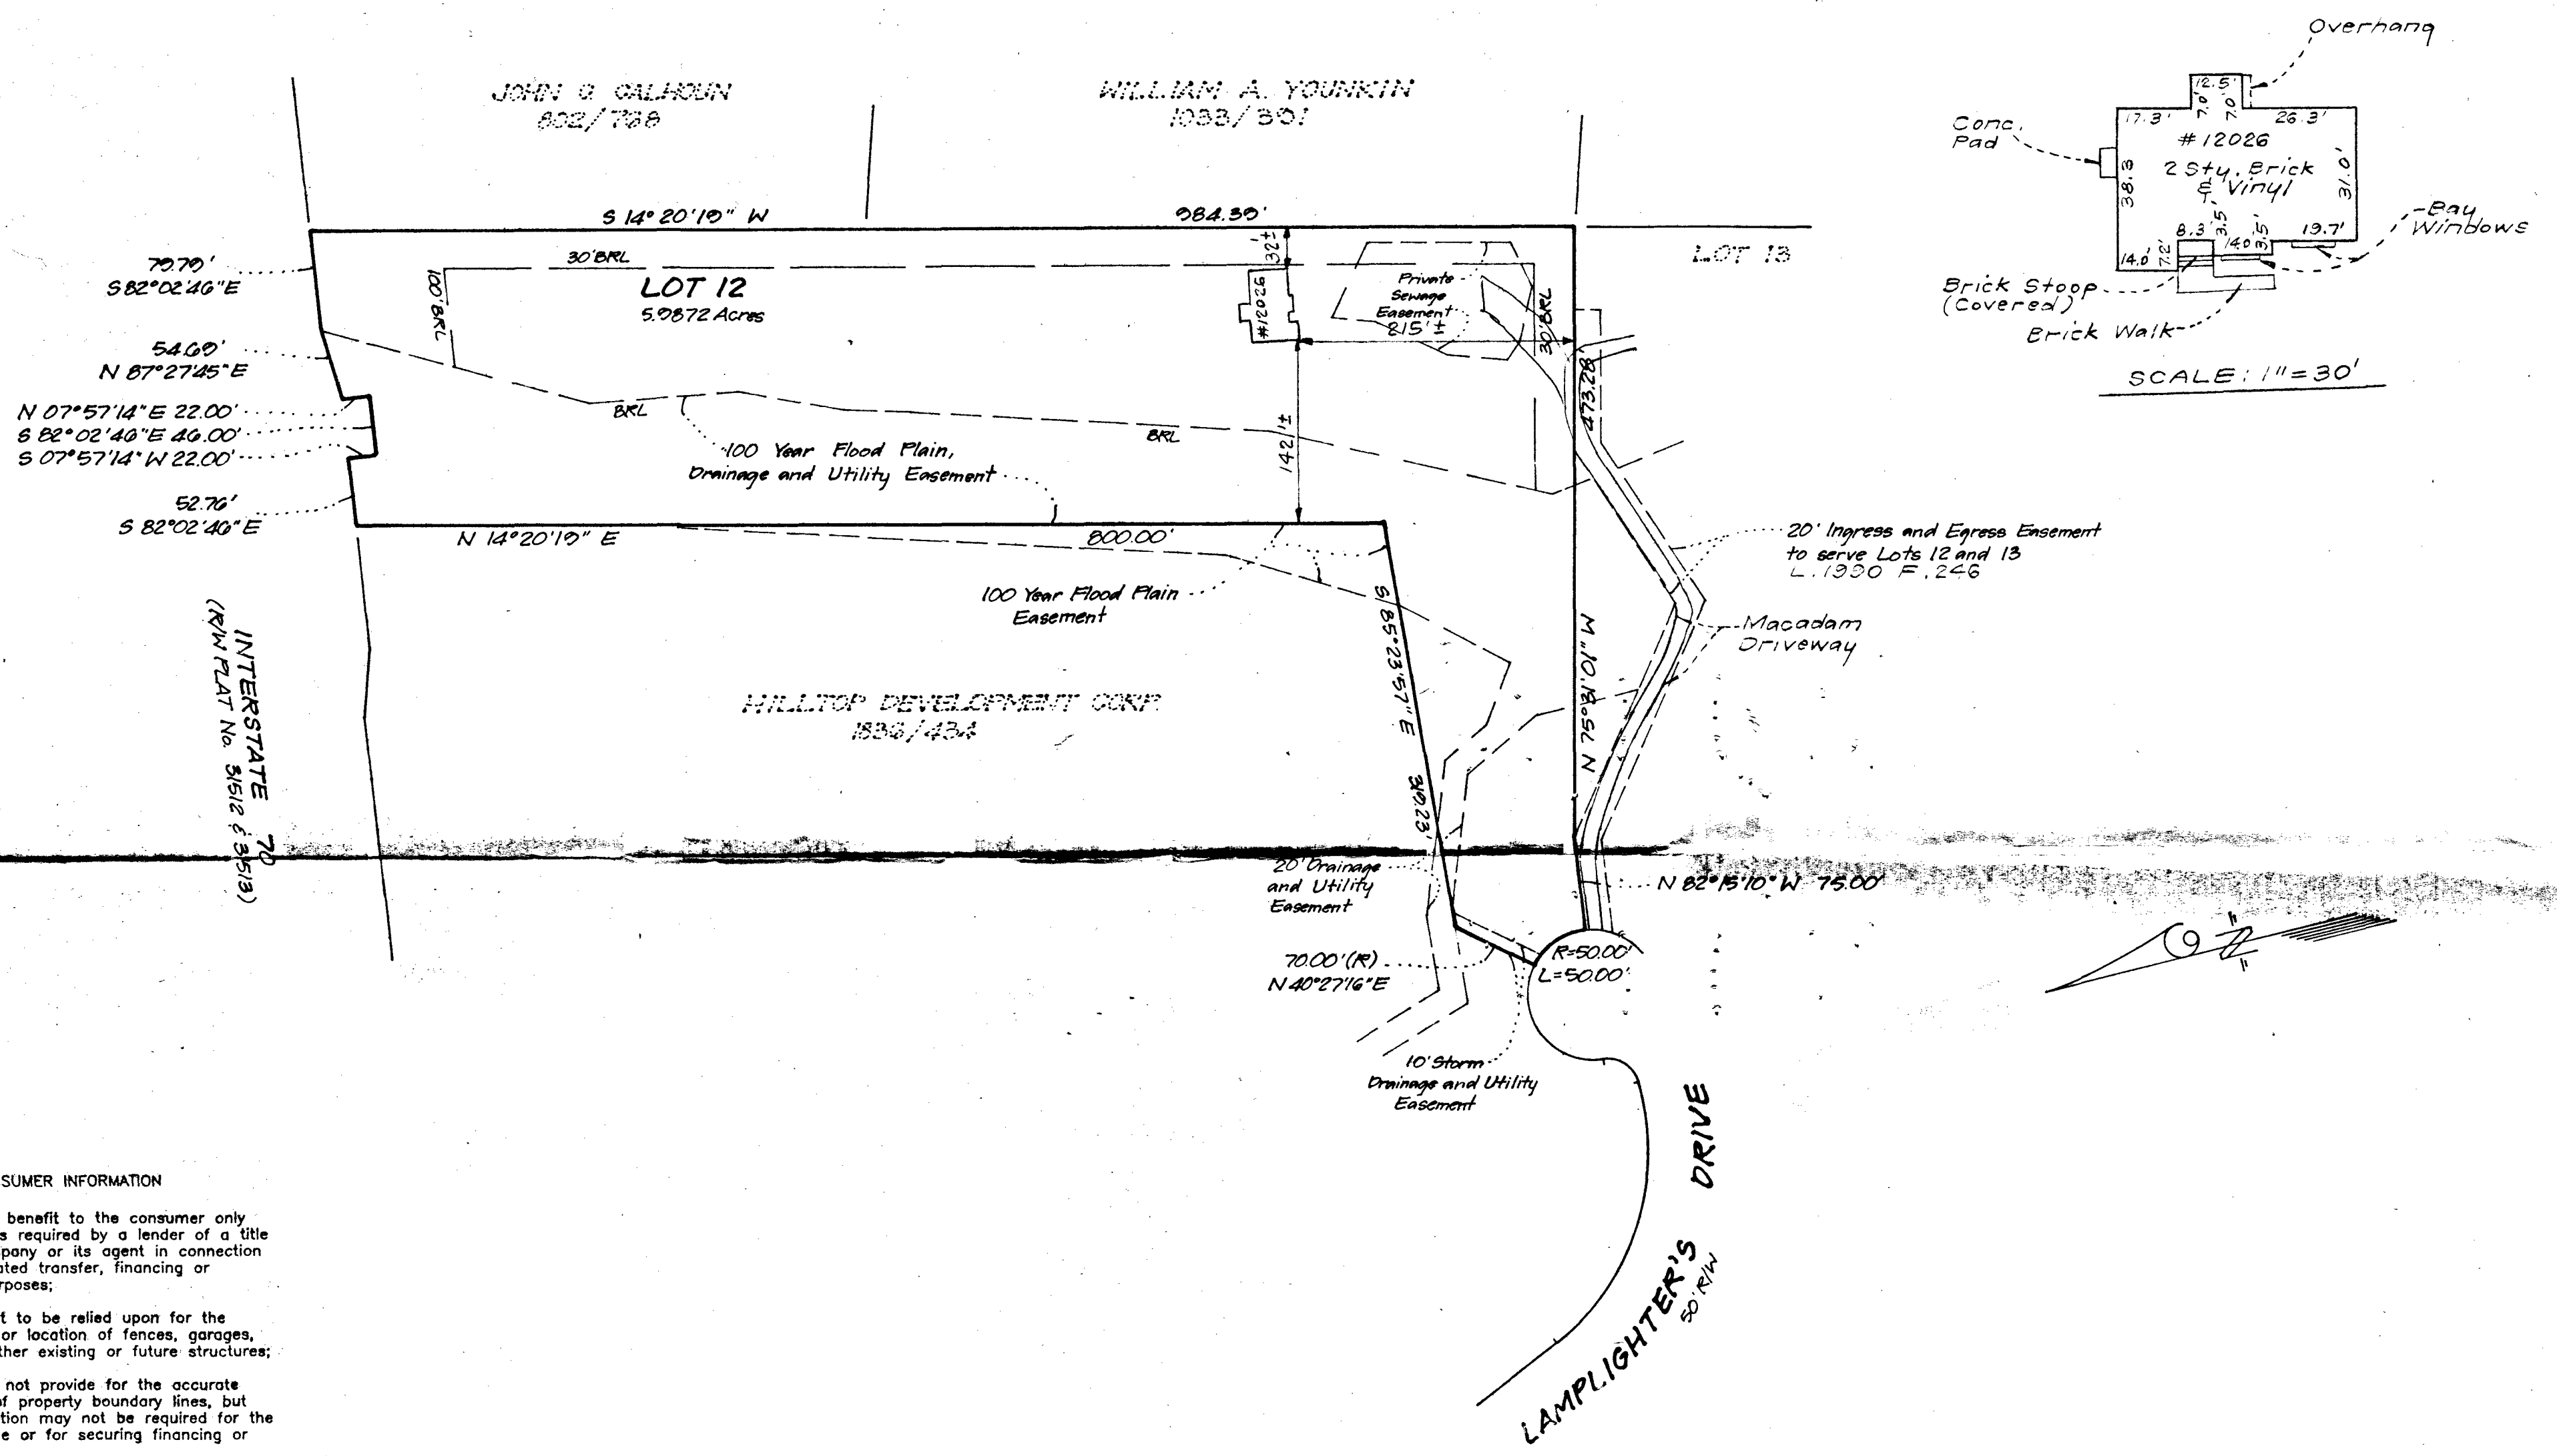 Overhang
JOHN O. CALHOUN
802/768
WILLIAM A. YOUNKIN
1033/301
Conc.
Pad
12.5'
7.0'
7.0'
17.3'
26.3'
#12026
2 Sty. Brick
& Vinyl
38.3
31.0'
8.3'
3.5'
14.0
3.5'
19.7'
14.0'
7.2'
Bay
Windows
Brick Stoop
(Covered)
Brick Walk
SCALE: 1"=30'
S 14°20'19" W
984.39'
LOT 13
79.79'
S 82°02'46" E
30' BRL
100' BRL
LOT 12
5.9872 Acres
32'±
#12026
Private
Sewage
Easement
215'±
30' BRL
54.69'
N 87°27'45" E
N 07°57'14" E 22.00'
S 82°02'46" E 46.00'
S 07°57'14" W 22.00'
473.28'
BRL
BRL
142'±
100 Year Flood Plain,
Drainage and Utility Easement
52.76'
S 82°02'46" E
N 14°20'19" E
800.00'
20' Ingress and Egress Easement
to serve Lots 12 and 13
L. 1990 F. 246
100 Year Flood Plain
Easement
S 85°23'57" E
319.23'
N 75°18'01" W
Macadam
Driveway
INTERSTATE 70
(R/W PLAT No. 31512 & 31513)
HILLTOP DEVELOPMENT CORP.
1836/434
20' Drainage
and Utility
Easement
N 82°15'10" W 75.00'
70.00' (R)
N 40°27'16" E
R=50.00'
L=50.00'
10' Storm
Drainage and Utility
Easement
LAMPLIGHTER'S DRIVE
50' R/W
SUMER INFORMATION
benefit to the consumer only
s required by a lender of a title
pany or its agent in connection
ated transfer, financing or
rposes;
t to be relied upon for the
or location of fences, garages,
ther existing or future structures;
not provide for the accurate
f property boundary lines, but
tion may not be required for the
e or for securing financing or